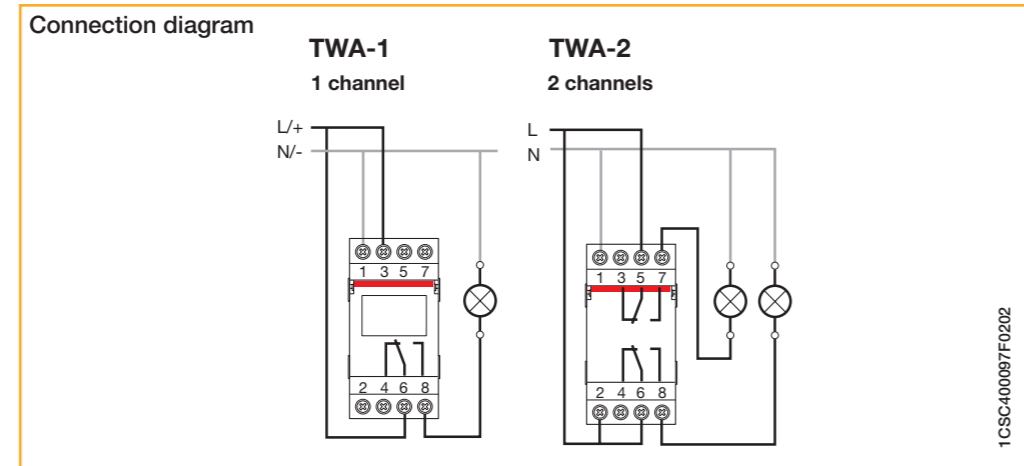 Connection diagram
TWA-1
1 channel
L/+
N/-
1 3 5 7
2 4 6 8
TWA-2
2 channels
L
N
1 3 5 7
2 4 6 8
1CSC400097F0202